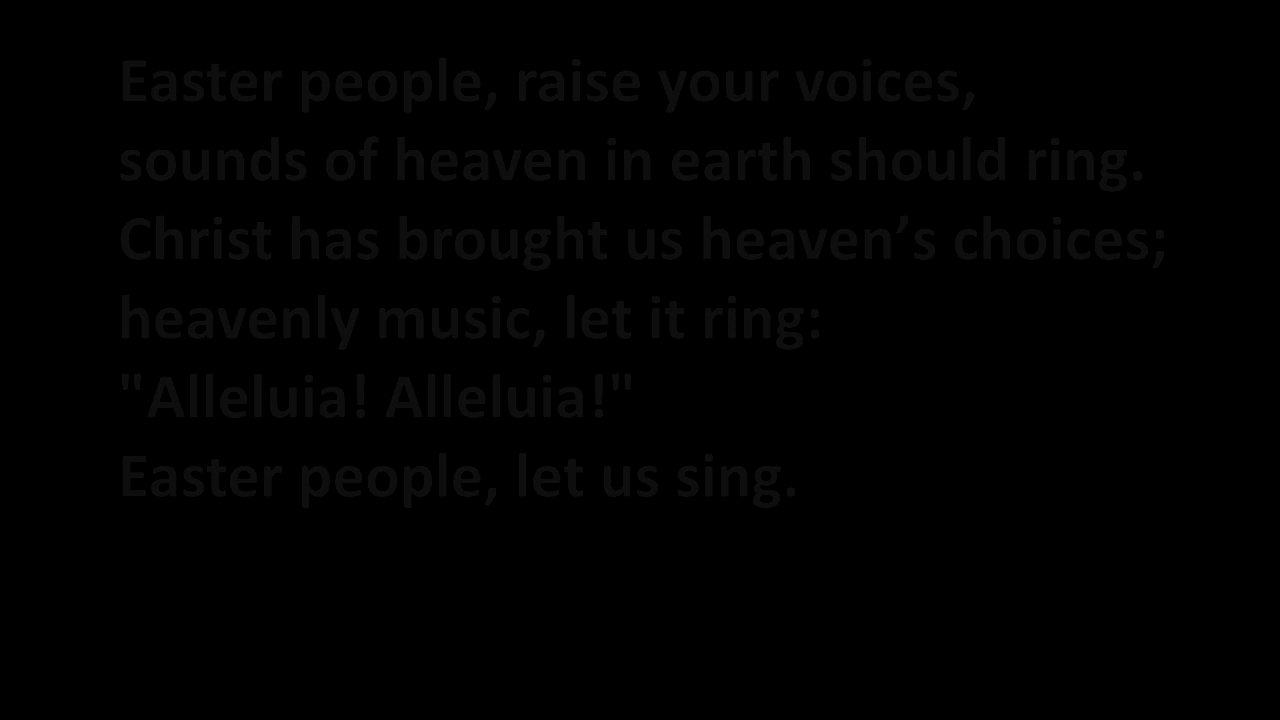 Easter people, raise your voices,
sounds of heaven in earth should ring.
Christ has brought us heaven’s choices;
heavenly music, let it ring:
"Alleluia! Alleluia!"
Easter people, let us sing.